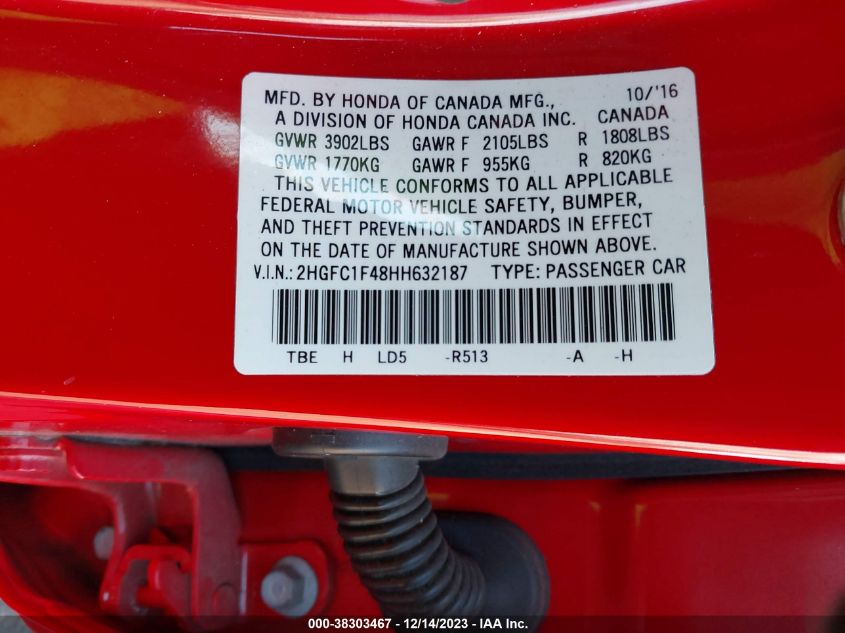 MFD. BY HONDA OF CANADA MFG., 10/'16
A DIVISION OF HONDA CANADA INC. CANADA
GVWR 3902LBS GAWR F 2105LBS R 1808LBS
GVWR 1770KG GAWR F 955KG R 820KG
THIS VEHICLE CONFORMS TO ALL APPLICABLE
FEDERAL MOTOR VEHICLE SAFETY, BUMPER,
AND THEFT PREVENTION STANDARDS IN EFFECT
ON THE DATE OF MANUFACTURE SHOWN ABOVE.
V.I.N.: 2HGFC1F48HH632187 TYPE: PASSENGER CAR
TBE H LD5 -R513 -A -H
000-38303467 - 12/14/2023 - IAA Inc.